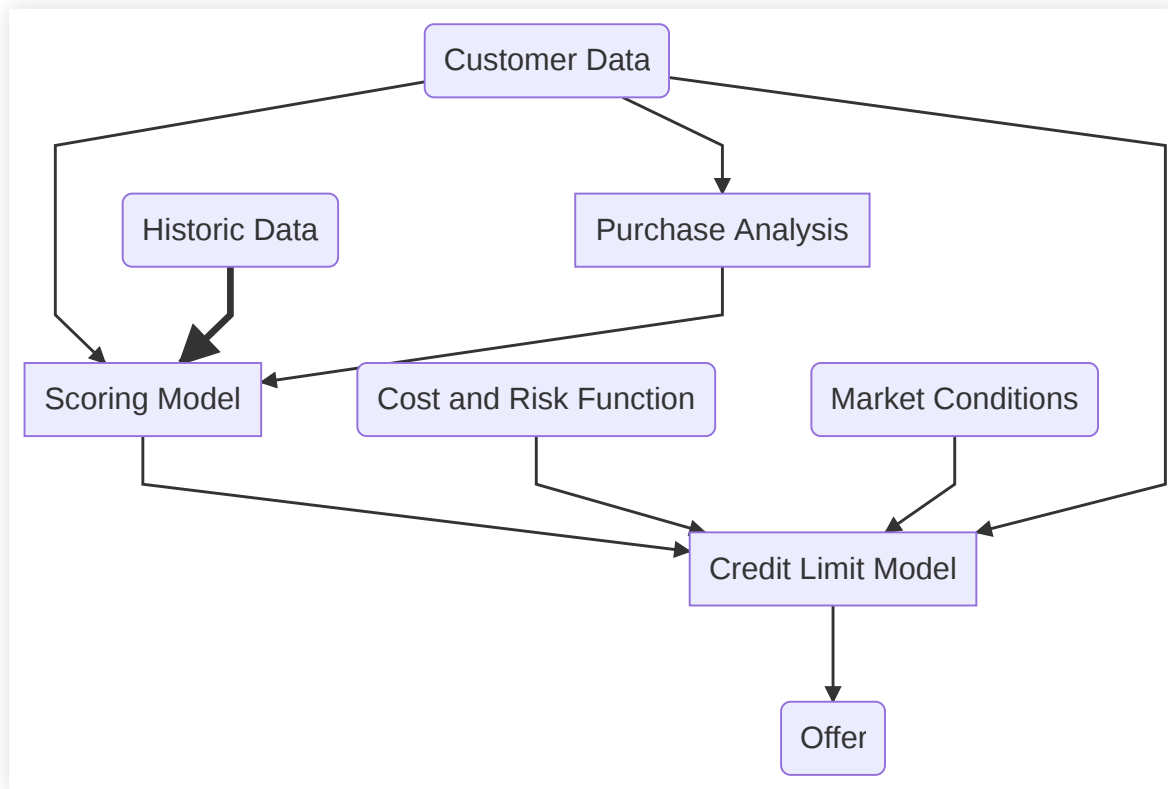 Customer Data
Historic Data
Purchase Analysis
Scoring Model
Cost and Risk Function
Market Conditions
Credit Limit Model
Offer